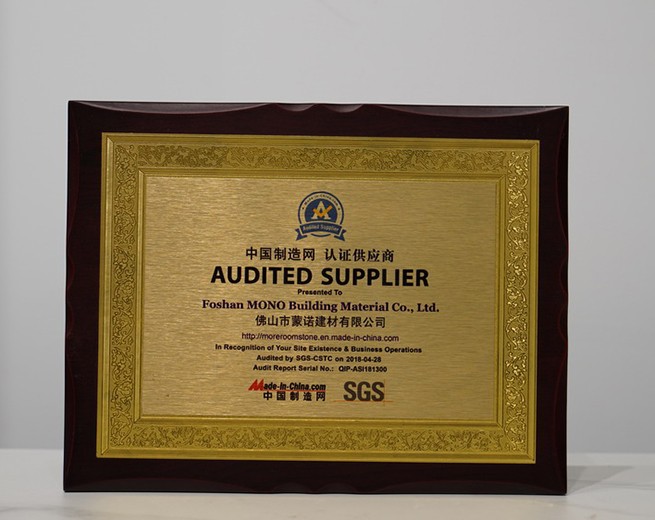 Audited Supplier
中国制造网 认证供应商
AUDITED SUPPLIER
Presented To
Foshan MONO Building Material Co., Ltd.
佛山市蒙诺建材有限公司
http://moreroomstone.en.made-in-china.com
In Recognition of Your Site Existence & Business Operations
Audited by SGS-CSTC on 2018-04-28
Audit Report Serial No.: QIP-ASI181300
Made-in-China.com
中国制造网
SGS